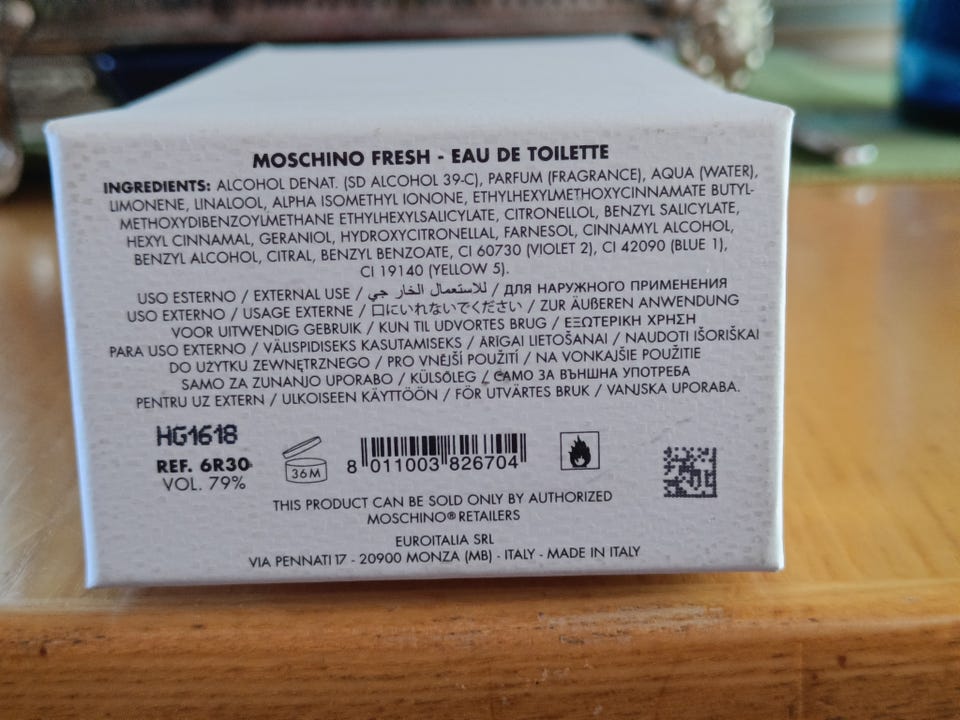 MOSCHINO FRESH - EAU DE TOILETTE
INGREDIENTS: ALCOHOL DENAT. (SD ALCOHOL 39-C), PARFUM (FRAGRANCE), AQUA (WATER),
LIMONENE, LINALOOL, ALPHA ISOMETHYL IONONE, ETHYLHEXYLMETHOXYCINNAMATE BUTYL-
METHOXYDIBENZOYLMETHANE ETHYLHEXYLSALICYLATE, CITRONELLOL, BENZYL SALICYLATE,
HEXYL CINNAMAL, GERANIOL, HYDROXYCITRONELLAL, FARNESOL, CINNAMYL ALCOHOL,
BENZYL ALCOHOL, CITRAL, BENZYL BENZOATE, CI 60730 (VIOLET 2), CI 42090 (BLUE 1),
CI 19140 (YELLOW 5).
USO ESTERNO / EXTERNAL USE / للاستعمال الخار جي / ДЛЯ НАРУЖНОГО ПРИМЕНЕНИЯ
USO EXTERNO / USAGE EXTERNE / 口にいれないでください / ZUR ÄUßEREN ANWENDUNG
VOOR UITWENDIG GEBRUIK / KUN TIL UDVORTES BRUG / ΕΞΩΤΕΡΙΚΗ ΧΡΗΣΗ
PARA USO EXTERNO / VÄLISPIDISEKS KASUTAMISEKS / ĀRĪGAI LIETOŠANAI / NAUDOTI IŠORIŠKAI
DO UŻYTKU ZEWNĘTRZNEGO / PRO VNĚJŠÍ POUŽITÍ / NA VONKAJŠIE POUŽITIE
SAMO ZA ZUNANJO UPORABO / KÜLSŐLEG / САМО ЗА ВЪНШНА УПОТРЕБА
PENTRU UZ EXTERN / ULKOISEEN KÄYTTÖÖN / FÖR UTVÄRTES BRUK / VANJSKA UPORABA.
HG1618
REF. 6R30
VOL. 79%
36M
8 011003 826704
THIS PRODUCT CAN BE SOLD ONLY BY AUTHORIZED
MOSCHINO® RETAILERS
EUROITALIA SRL
VIA PENNATI 17 - 20900 MONZA (MB) - ITALY - MADE IN ITALY